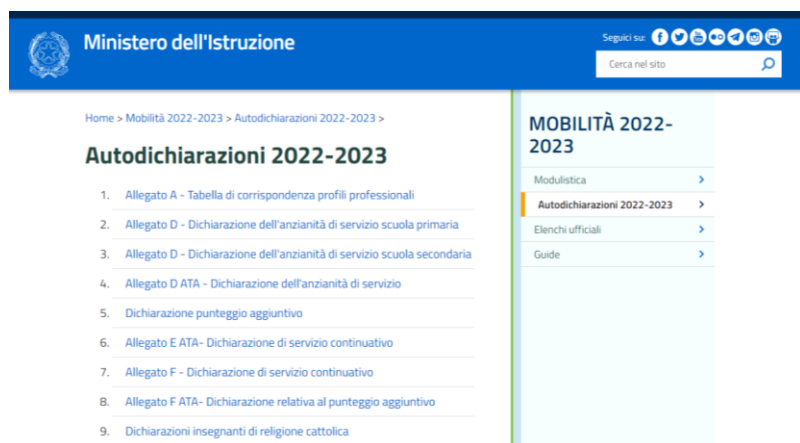 Ministero dell'Istruzione
Seguici su:
Cerca nel sito
Home > Mobilità 2022-2023 > Autodichiarazioni 2022-2023 >
Autodichiarazioni 2022-2023
1. Allegato A - Tabella di corrispondenza profili professionali
2. Allegato D - Dichiarazione dell'anzianità di servizio scuola primaria
3. Allegato D - Dichiarazione dell'anzianità di servizio scuola secondaria
4. Allegato D ATA - Dichiarazione dell'anzianità di servizio
5. Dichiarazione punteggio aggiuntivo
6. Allegato E ATA- Dichiarazione di servizio continuativo
7. Allegato F - Dichiarazione di servizio continuativo
8. Allegato F ATA- Dichiarazione relativa al punteggio aggiuntivo
9. Dichiarazioni insegnanti di religione cattolica
MOBILITÀ 2022-
2023
Modulistica
Autodichiarazioni 2022-2023
Elenchi ufficiali
Guide